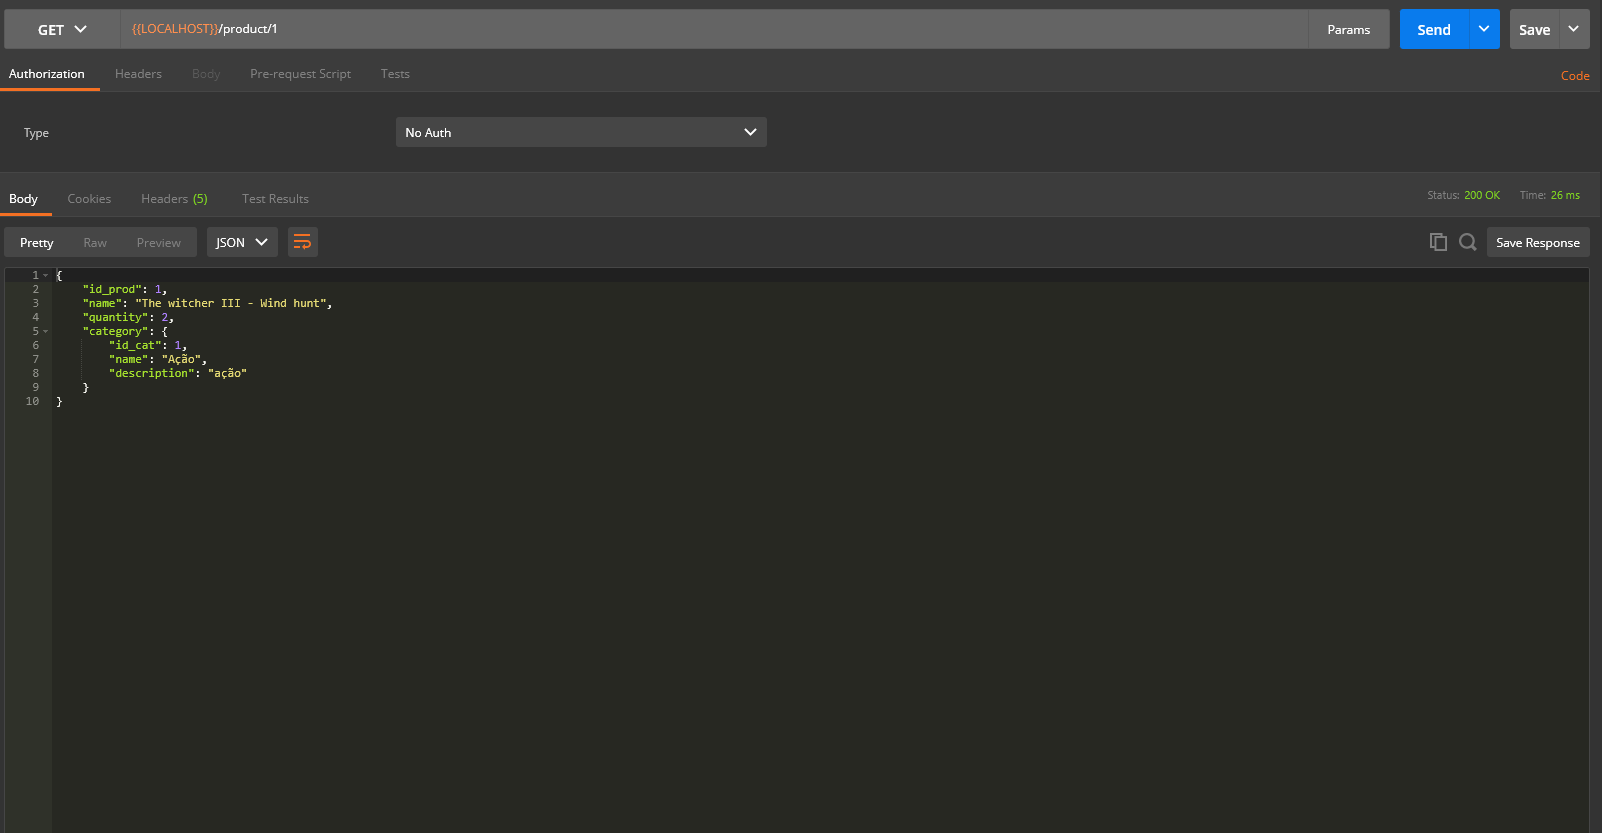 GET {{LOCALHOST}}/product/1 Params Send Save
Authorization Headers Body Pre-request Script Tests Code
Type No Auth
Body Cookies Headers (5) Test Results Status: 200 OK Time: 26 ms
Pretty Raw Preview JSON Save Response
1 {
2 "id_prod": 1,
3 "name": "The witcher III - Wind hunt",
4 "quantity": 2,
5 "category": {
6 "id_cat": 1,
7 "name": "Ação",
8 "description": "ação"
9 }
10 }